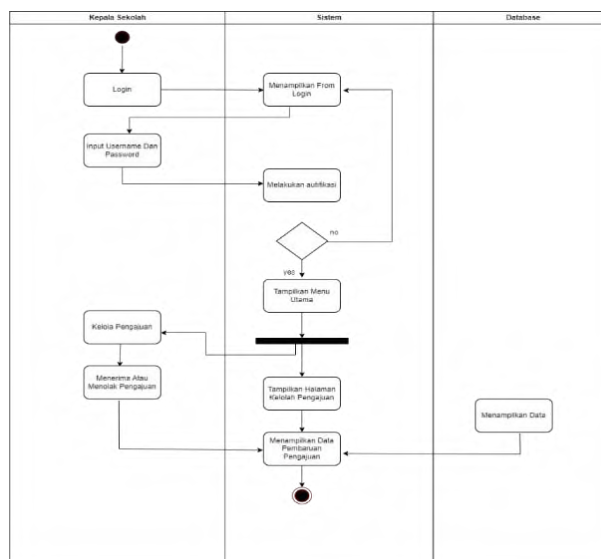 Kepala Sekolah
Sistem
Database
Login
Menampilkan From
Login
Input Username Dan
Password
Melakukan autifikasi
no
yes
Tampilkan Menu
Utama
Kelola Pengajuan
Menerima Atau
Menolak Pengajuan
Tampilkan Halaman
Kelolah Pengajuan
Menampilkan Data
Menampilkan Data
Pembaruan
Pengajuan